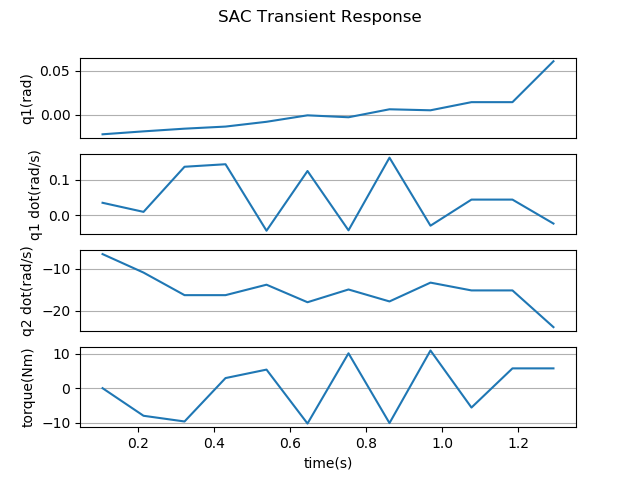 SAC Transient Response
q1(rad)
0.05
0.00
q1 dot(rad/s)
0.1
0.0
q2 dot(rad/s)
−10
−20
torque(Nm)
10
0
−10
0.2 0.4 0.6 0.8 1.0 1.2
time(s)